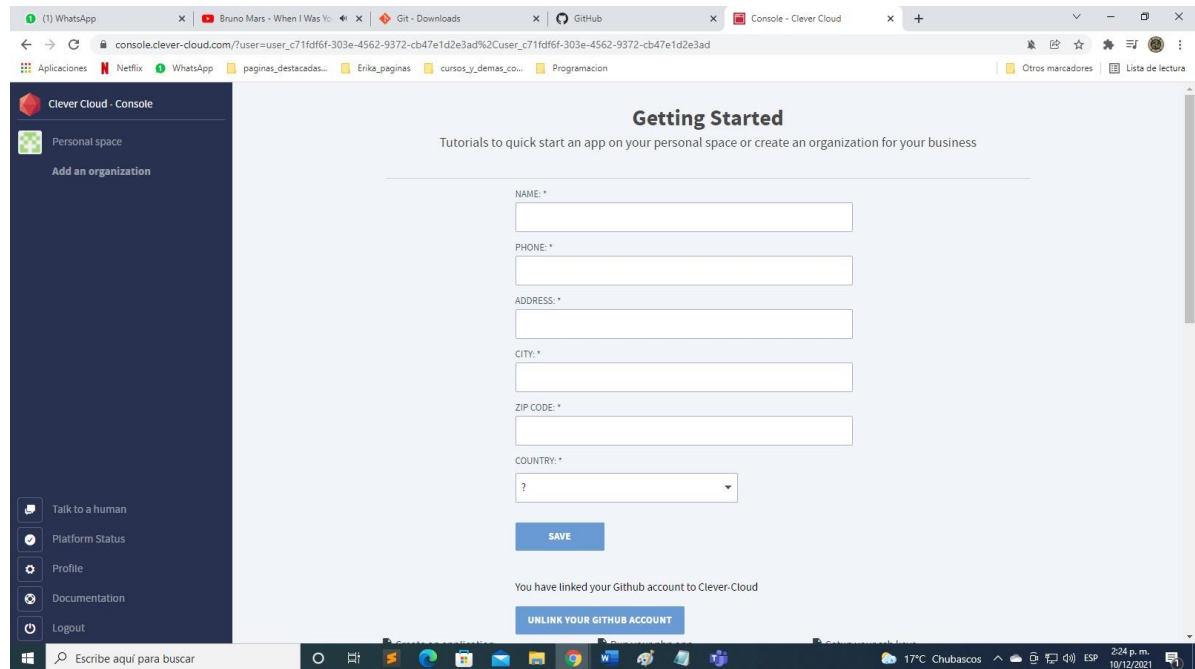 (1) WhatsApp
Bruno Mars - When I Was Yo
Git - Downloads
GitHub
Console - Clever Cloud
console.clever-cloud.com/?user=user_c71fdf6f-303e-4562-9372-cb47e1d2e3ad%2Cuser_c71fdf6f-303e-4562-9372-cb47e1d2e3ad
Aplicaciones
Netflix
WhatsApp
paginas_destacadas...
Erika_paginas
cursos_y_demas_co...
Programacion
Otros marcadores
Lista de lectura
Clever Cloud - Console
Personal space
Add an organization
Getting Started
Tutorials to quick start an app on your personal space or create an organization for your business
NAME: *
PHONE: *
ADDRESS: *
CITY: *
ZIP CODE: *
COUNTRY: *
?
SAVE
You have linked your Github account to Clever-Cloud
UNLINK YOUR GITHUB ACCOUNT
Talk to a human
Platform Status
Profile
Documentation
Logout
Escribe aquí para buscar
17°C Chubascos
ESP
2:24 p. m.
10/12/2021